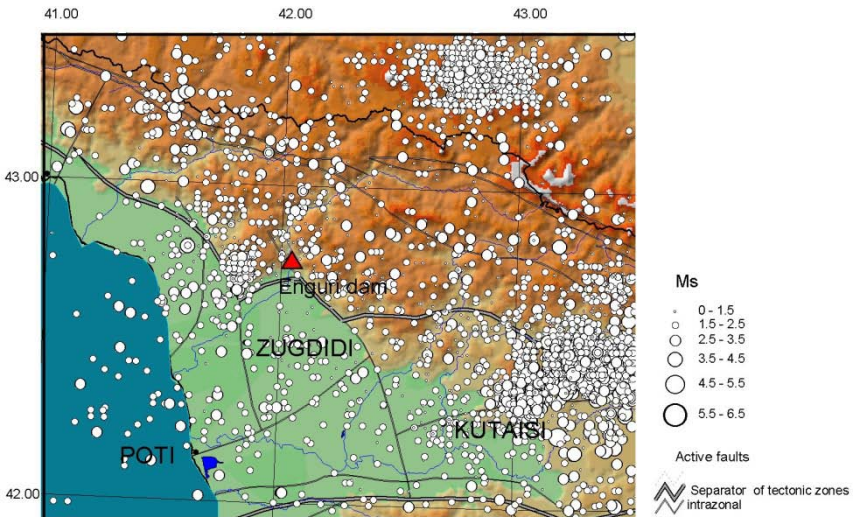 41.00 42.00 43.00
43.00
Enguri dam
ZUGDIDI
KUTAISI
POTI
42.00
Ms
0 - 1.5
1.5 - 2.5
2.5 - 3.5
3.5 - 4.5
4.5 - 5.5
5.5 - 6.5
Active faults
Separator of tectonic zones
intrazonal